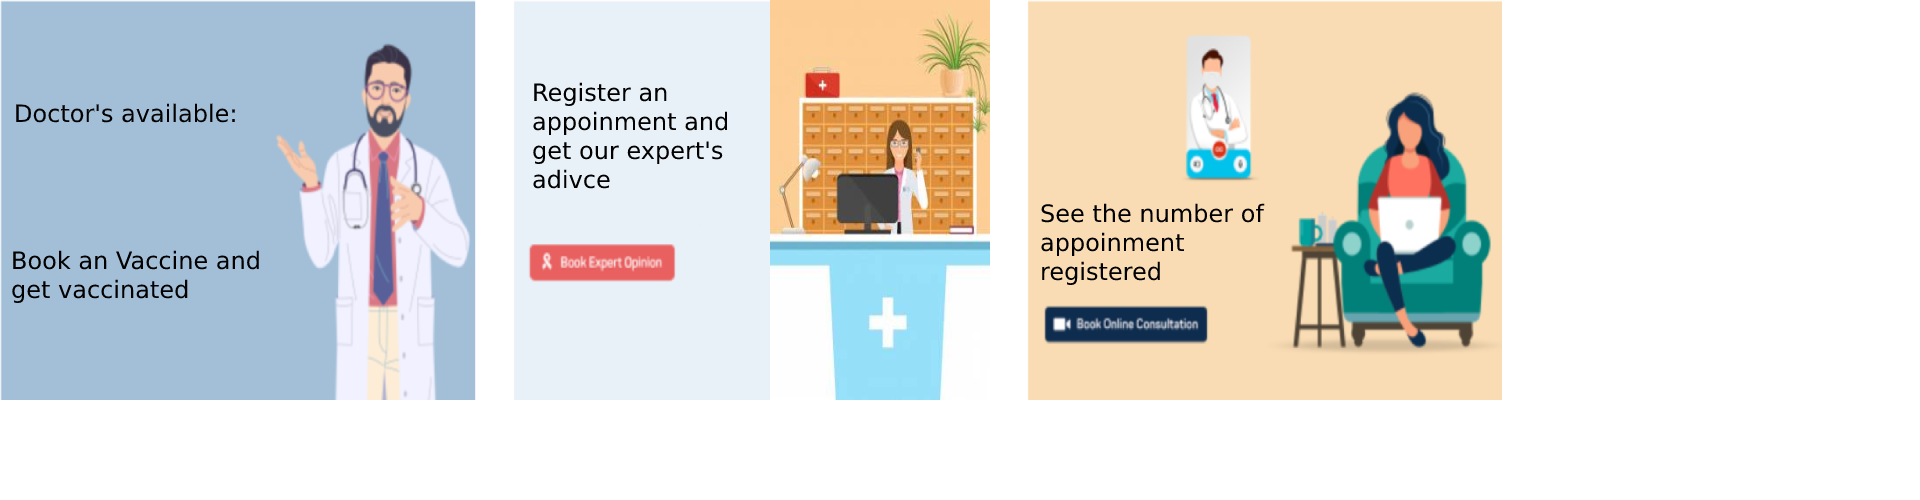 Doctor's available:
Book an Vaccine and
get vaccinated
Register an
appoinment and
get our expert's
adivce
Book Expert Opinion
See the number of
appoinment
registered
Book Online Consultation